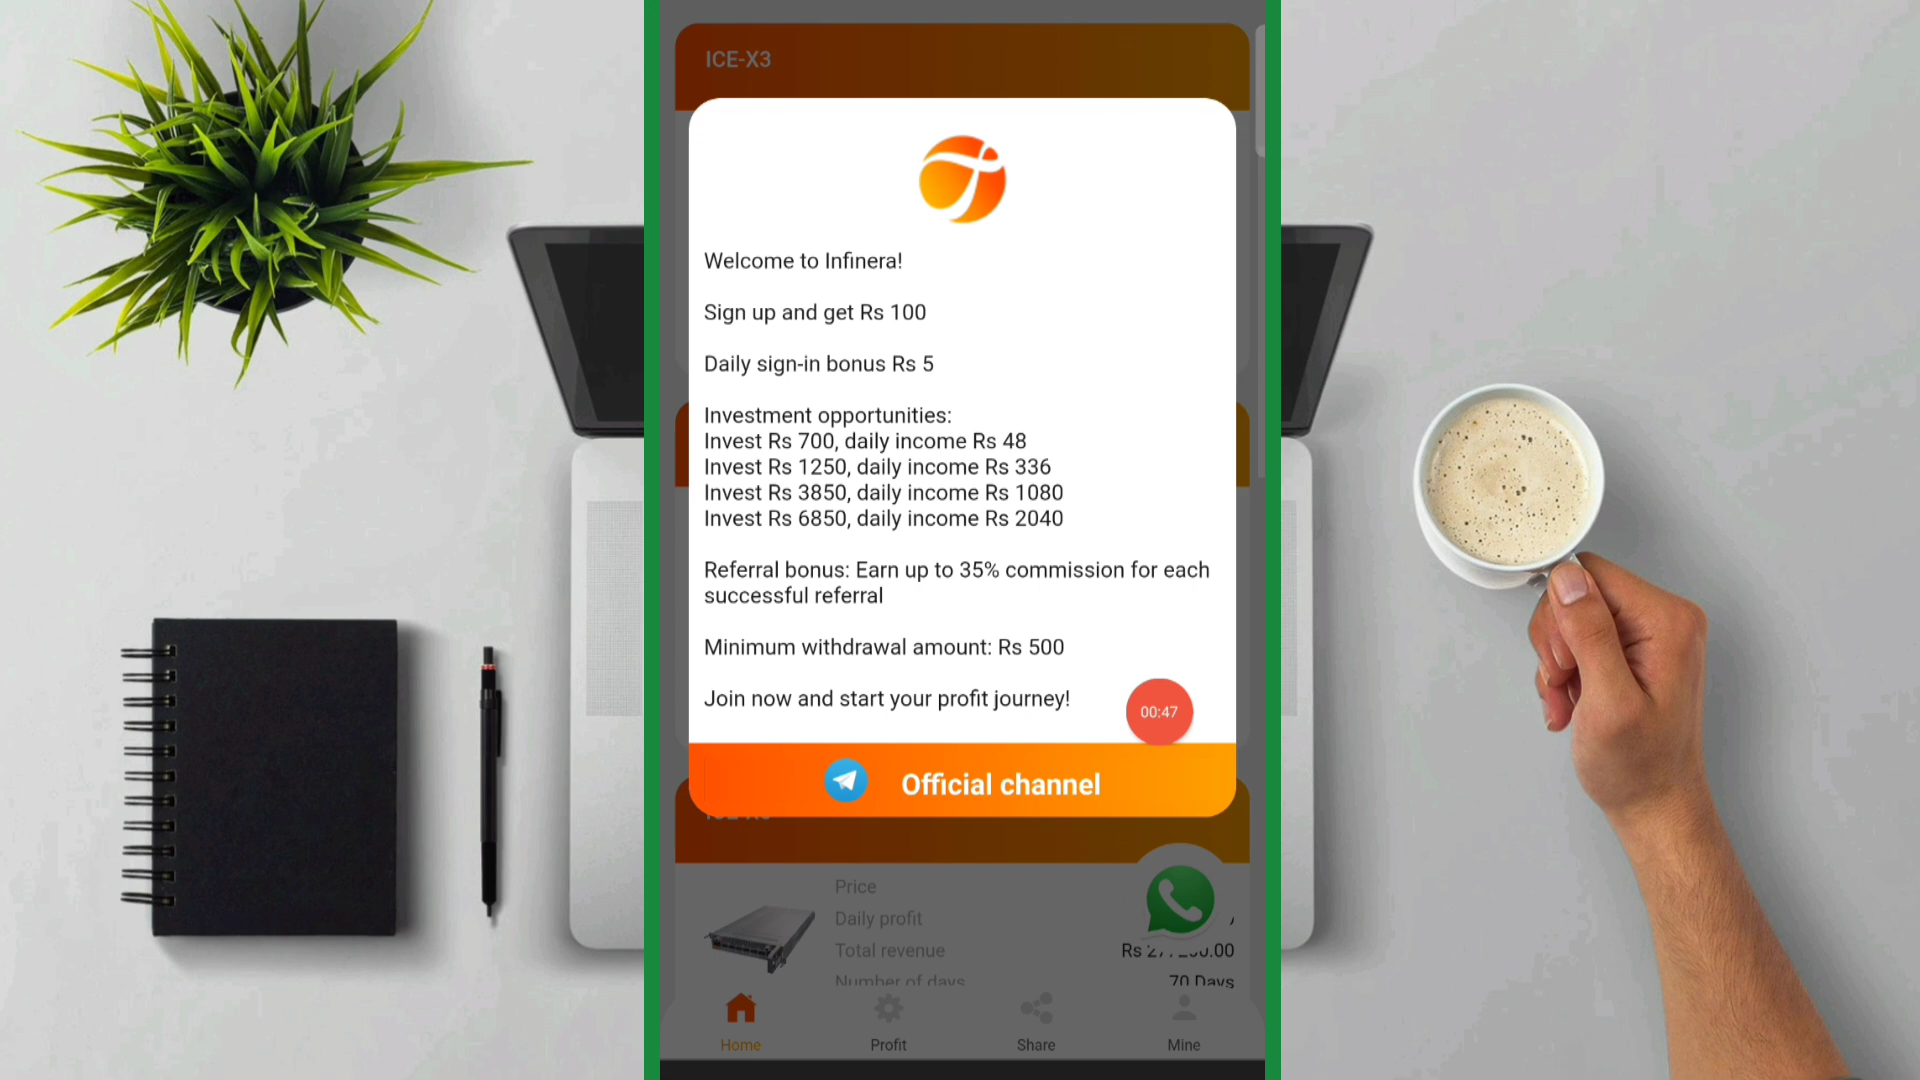 ICE-X3
Welcome to Infinera!
Sign up and get Rs 100
Daily sign-in bonus Rs 5
Investment opportunities:
Invest Rs 700, daily income Rs 48
Invest Rs 1250, daily income Rs 336
Invest Rs 3850, daily income Rs 1080
Invest Rs 6850, daily income Rs 2040
Referral bonus: Earn up to 35% commission for each
successful referral
Minimum withdrawal amount: Rs 500
Join now and start your profit journey!
00:47
Official channel
Price
Daily profit
Total revenue Rs
Number of days 70 Days
Home Profit Share Mine